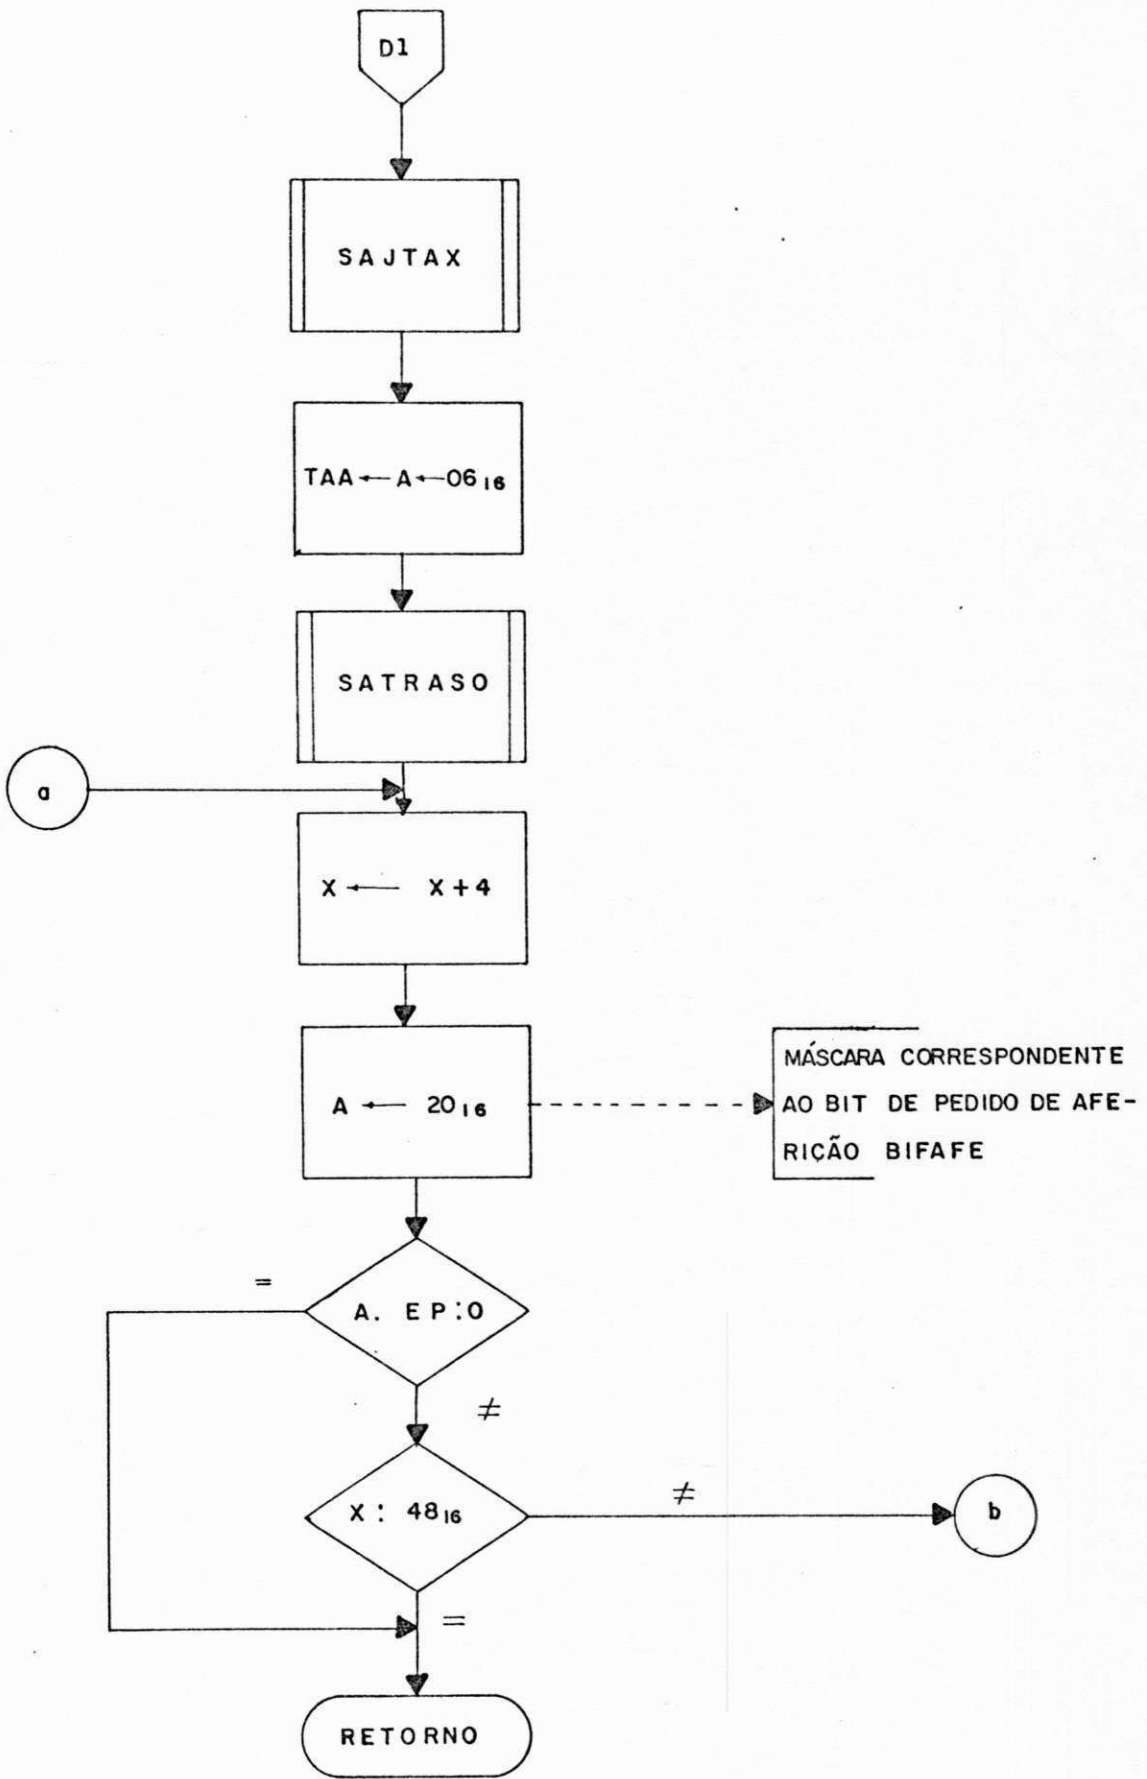 D1
SAJTAX
TAA ← A ← 06₁₆
SATRASO
a
X ← X + 4
A ← 20₁₆
MÁSCARA CORRESPONDENTE
AO BIT DE PEDIDO DE AFE-
RIÇÃO BIFAFE
=
A. EP:0
≠
X: 48₁₆
≠
b
=
RETORNO